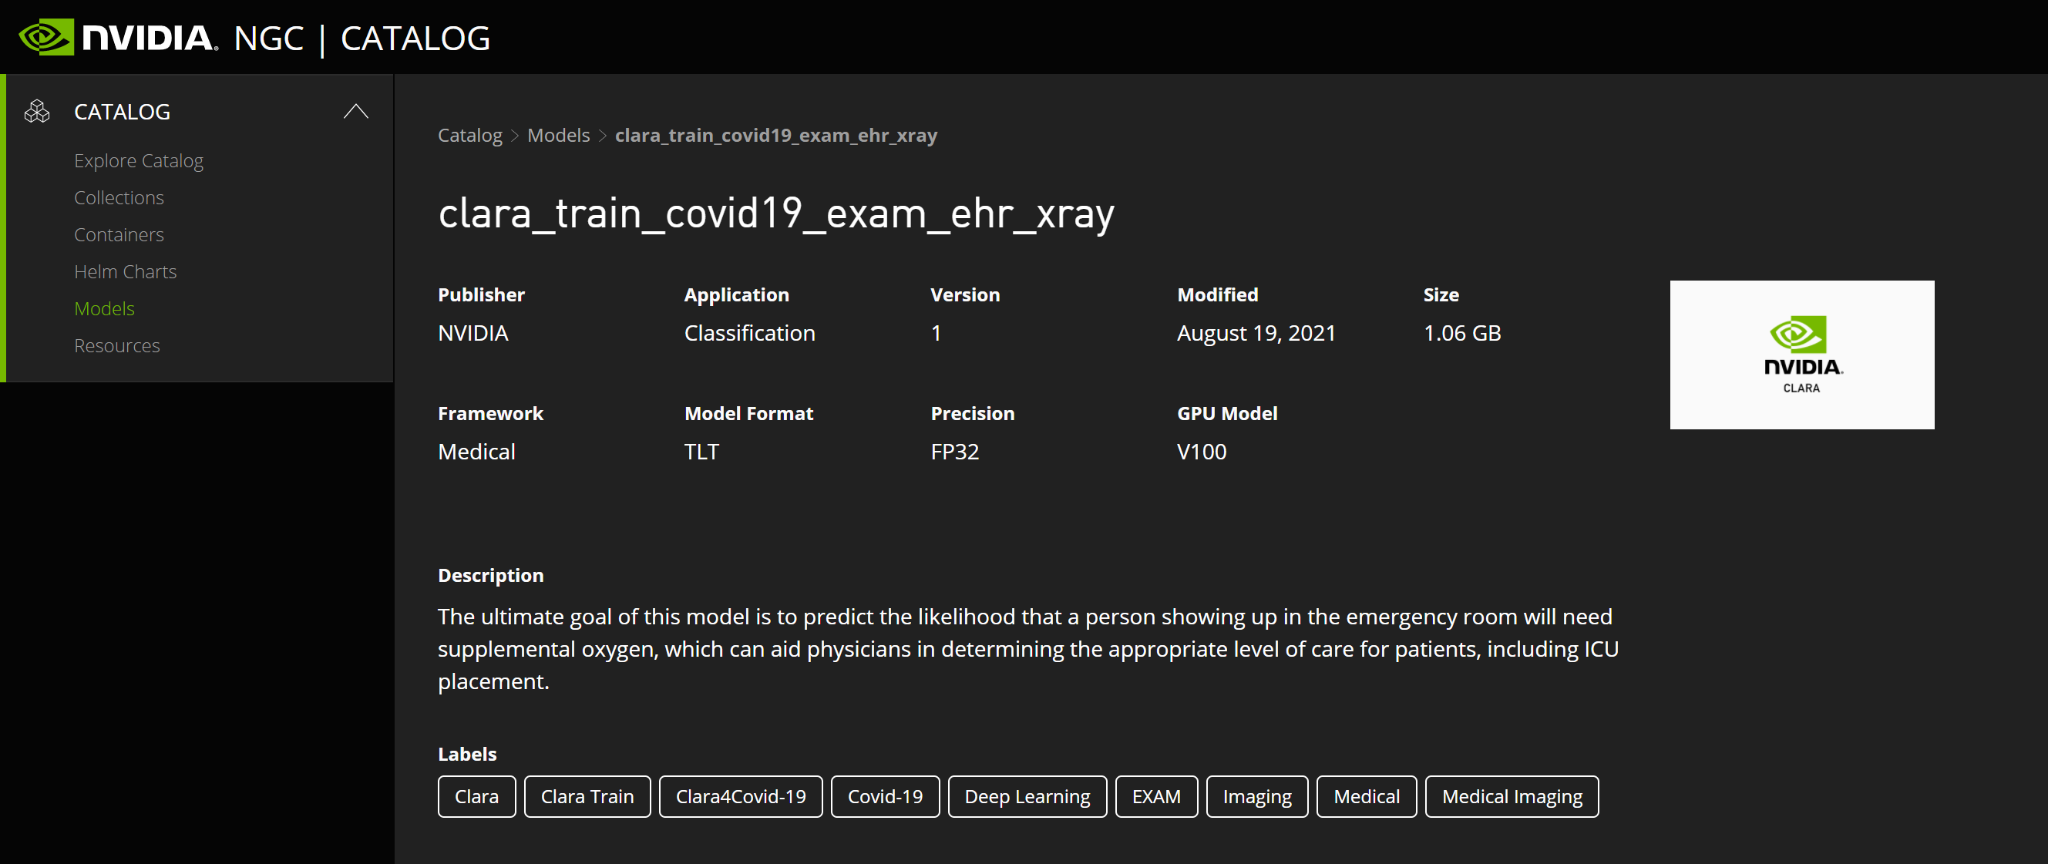 NVIDIA. NGC | CATALOG
CATALOG
Explore Catalog
Collections
Containers
Helm Charts
Models
Resources
Catalog > Models > clara_train_covid19_exam_ehr_xray
clara_train_covid19_exam_ehr_xray
Publisher Application Version Modified Size
NVIDIA Classification 1 August 19, 2021 1.06 GB
Framework Model Format Precision GPU Model
Medical TLT FP32 V100
NVIDIA.
CLARA
Description
The ultimate goal of this model is to predict the likelihood that a person showing up in the emergency room will need
supplemental oxygen, which can aid physicians in determining the appropriate level of care for patients, including ICU
placement.
Labels
Clara Clara Train Clara4Covid-19 Covid-19 Deep Learning EXAM Imaging Medical Medical Imaging